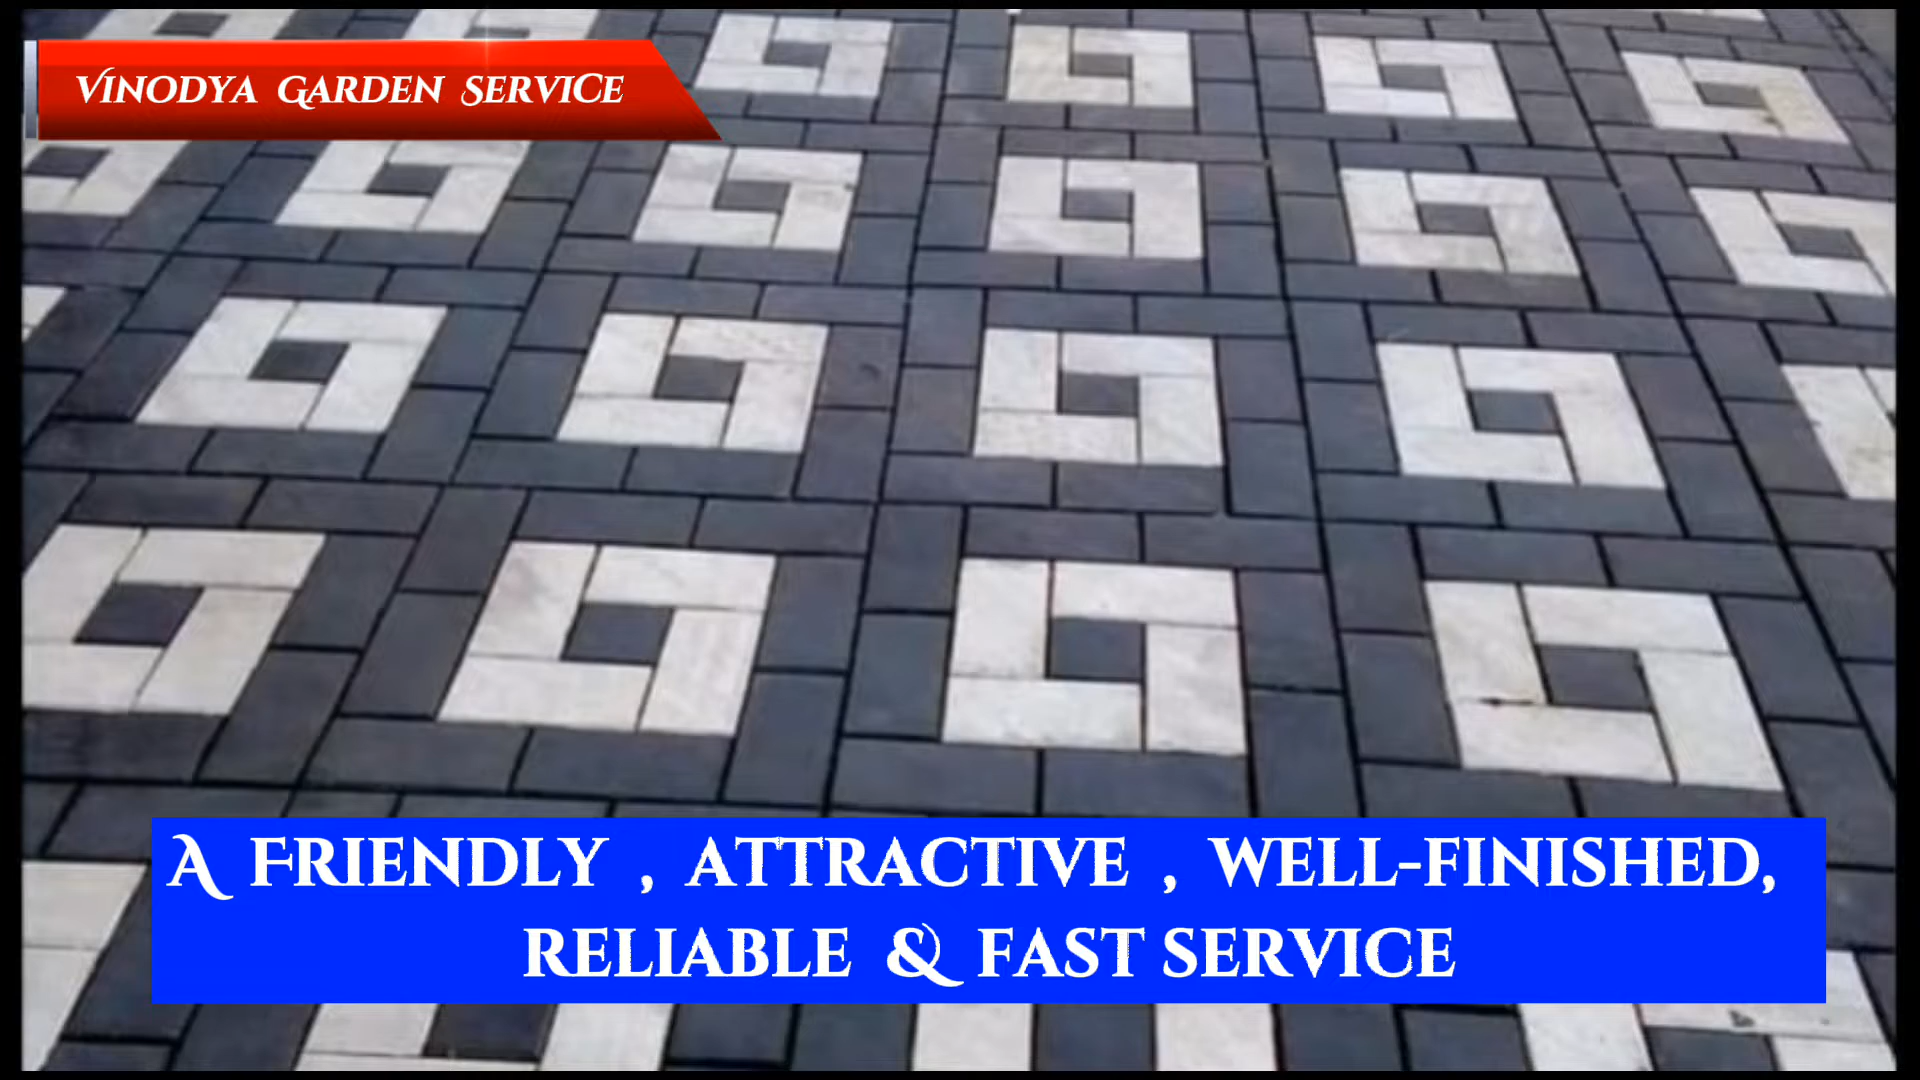 VINODYA GARDEN SERVICE
A FRIENDLY , ATTRACTIVE , WELL-FINISHED,
RELIABLE & FAST SERVICE